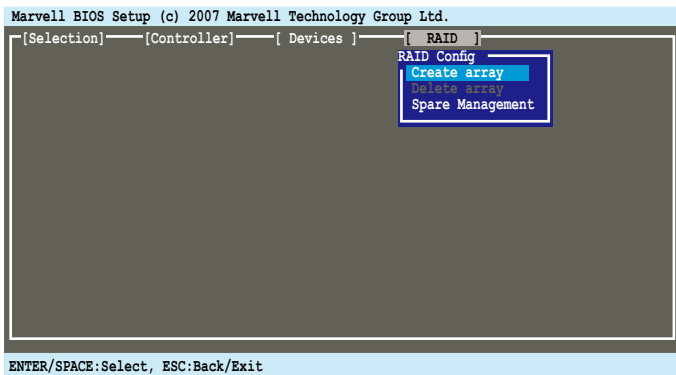 Marvell BIOS Setup (c) 2007 Marvell Technology Group Ltd.
[Selection] [Controller] [ Devices ] [ RAID ]
RAID Config
Create array
Delete array
Spare Management
ENTER/SPACE:Select, ESC:Back/Exit